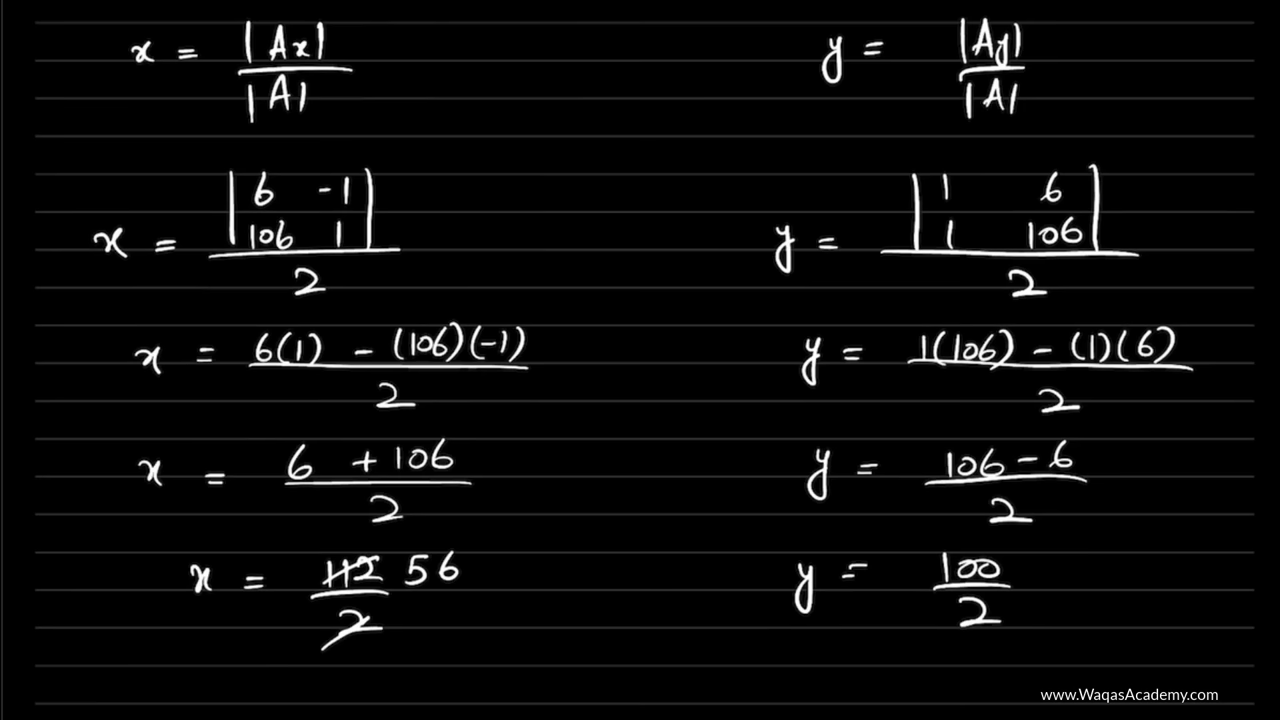 x = |Ax| / |A|
x = |6 -1| |106 1| / 2
x = 6(1) - (106)(-1) / 2
x = 6 + 106 / 2
x = 112 / 2 56
y = |Ay| / |A|
y = |1 6| |1 106| / 2
y = 1(106) - (1)(6) / 2
y = 106 - 6 / 2
y = 100 / 2
www.WaqasAcademy.com